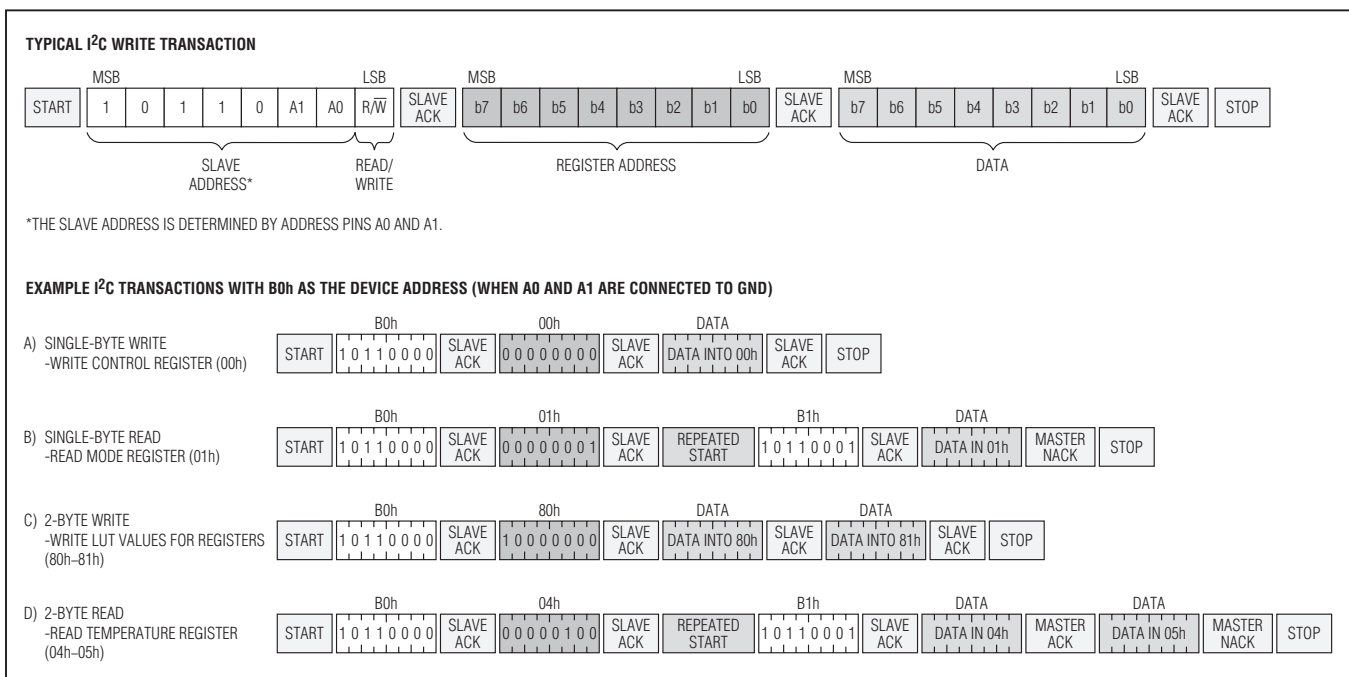 TYPICAL I²C WRITE TRANSACTION
MSB LSB MSB LSB MSB LSB
START 1 0 1 1 0 A1 A0 R/W̅ SLAVE ACK b7 b6 b5 b4 b3 b2 b1 b0 SLAVE ACK b7 b6 b5 b4 b3 b2 b1 b0 SLAVE ACK STOP
SLAVE ADDRESS* READ/ WRITE REGISTER ADDRESS DATA
*THE SLAVE ADDRESS IS DETERMINED BY ADDRESS PINS A0 AND A1.
EXAMPLE I²C TRANSACTIONS WITH B0h AS THE DEVICE ADDRESS (WHEN A0 AND A1 ARE CONNECTED TO GND)
B0h 00h DATA
A) SINGLE-BYTE WRITE
-WRITE CONTROL REGISTER (00h)
START 1 0 1 1 0 0 0 0 SLAVE ACK 0 0 0 0 0 0 0 0 SLAVE ACK DATA INTO 00h SLAVE ACK STOP
B0h 01h B1h DATA
B) SINGLE-BYTE READ
-READ MODE REGISTER (01h)
START 1 0 1 1 0 0 0 0 SLAVE ACK 0 0 0 0 0 0 0 1 SLAVE ACK REPEATED START 1 0 1 1 0 0 0 1 SLAVE ACK DATA IN 01h MASTER NACK STOP
B0h 80h DATA DATA
C) 2-BYTE WRITE
-WRITE LUT VALUES FOR REGISTERS
(80h–81h)
START 1 0 1 1 0 0 0 0 SLAVE ACK 1 0 0 0 0 0 0 0 SLAVE ACK DATA INTO 80h SLAVE ACK DATA INTO 81h SLAVE ACK STOP
B0h 04h B1h DATA DATA
D) 2-BYTE READ
-READ TEMPERATURE REGISTER
(04h–05h)
START 1 0 1 1 0 0 0 0 SLAVE ACK 0 0 0 0 0 1 0 0 SLAVE ACK REPEATED START 1 0 1 1 0 0 0 1 SLAVE ACK DATA IN 04h MASTER ACK DATA IN 05h MASTER NACK STOP